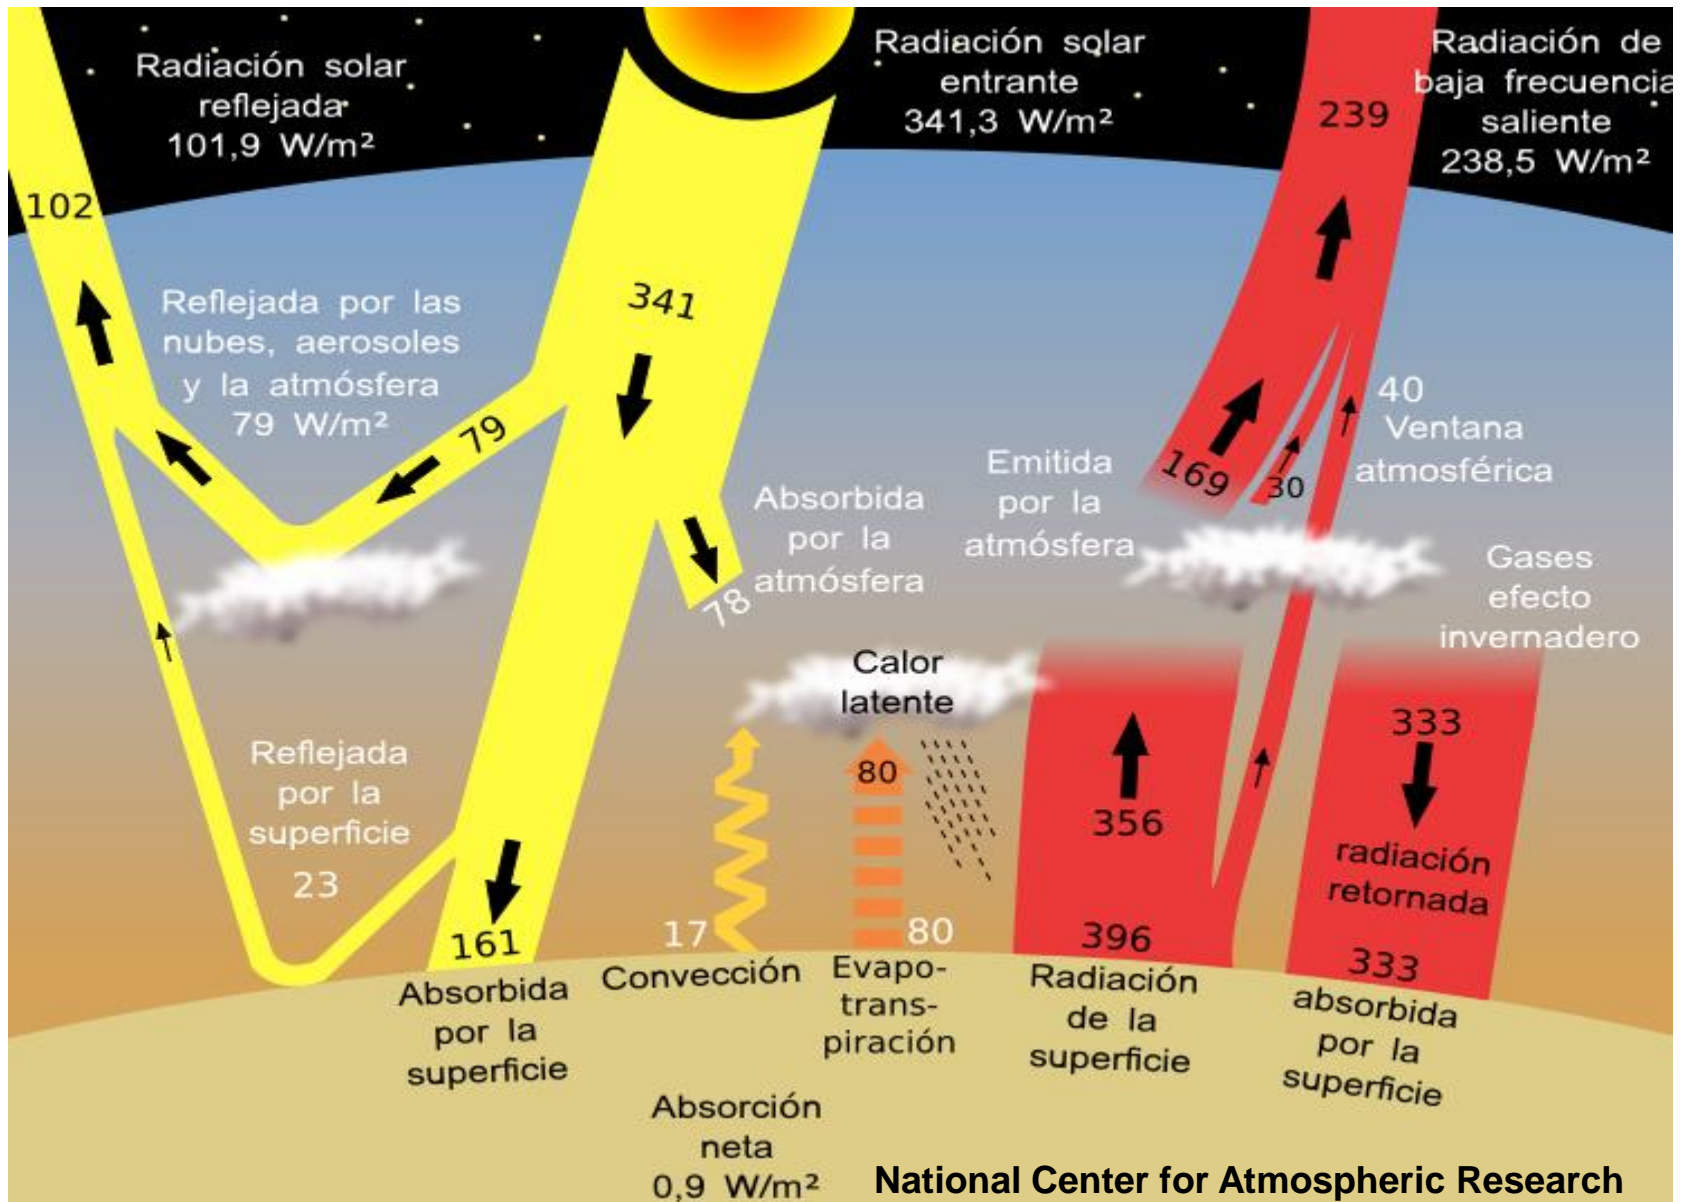 Radiación solar
reflejada
101,9 W/m²
Radiación solar
entrante
341,3 W/m²
Radiación de
baja frecuencia
saliente
238,5 W/m²
239
102
341
Reflejada por las
nubes, aerosoles
y la atmósfera
79 W/m²
79
40
Ventana
atmosférica
Emitida
por la
atmósfera
169
30
Absorbida
por la
atmósfera
78
Gases
efecto
invernadero
Calor
latente
80
333
356
radiación
retornada
Reflejada
por la
superficie
23
161
17
80
396
333
Absorbida
por la
superficie
Convección
Evapo-
trans-
piración
Radiación
de la
superficie
absorbida
por la
superficie
Absorción
neta
0,9 W/m²
National Center for Atmospheric Research